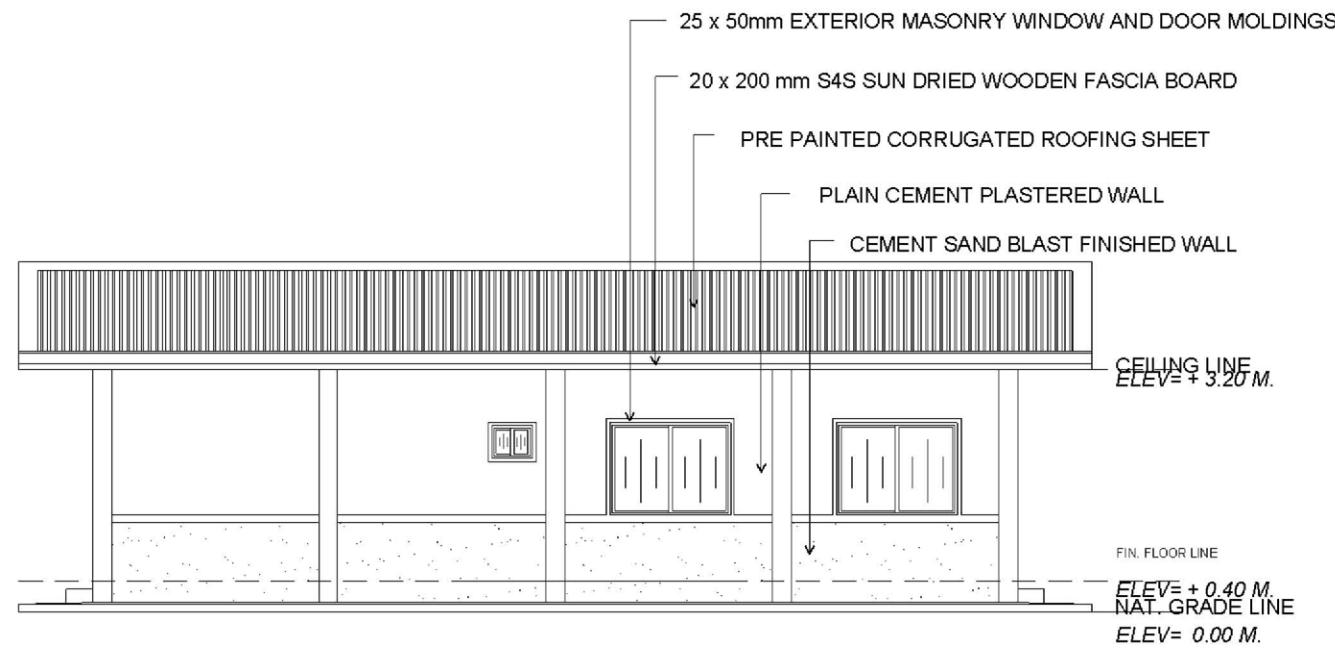 25 x 50mm EXTERIOR MASONRY WINDOW AND DOOR MOLDINGS
20 x 200 mm S4S SUN DRIED WOODEN FASCIA BOARD
PRE PAINTED CORRUGATED ROOFING SHEET
PLAIN CEMENT PLASTERED WALL
CEMENT SAND BLAST FINISHED WALL
CEILING LINE
ELEV= + 3.20 M.
FIN. FLOOR LINE
ELEV= + 0.40 M.
NAT. GRADE LINE
ELEV= 0.00 M.